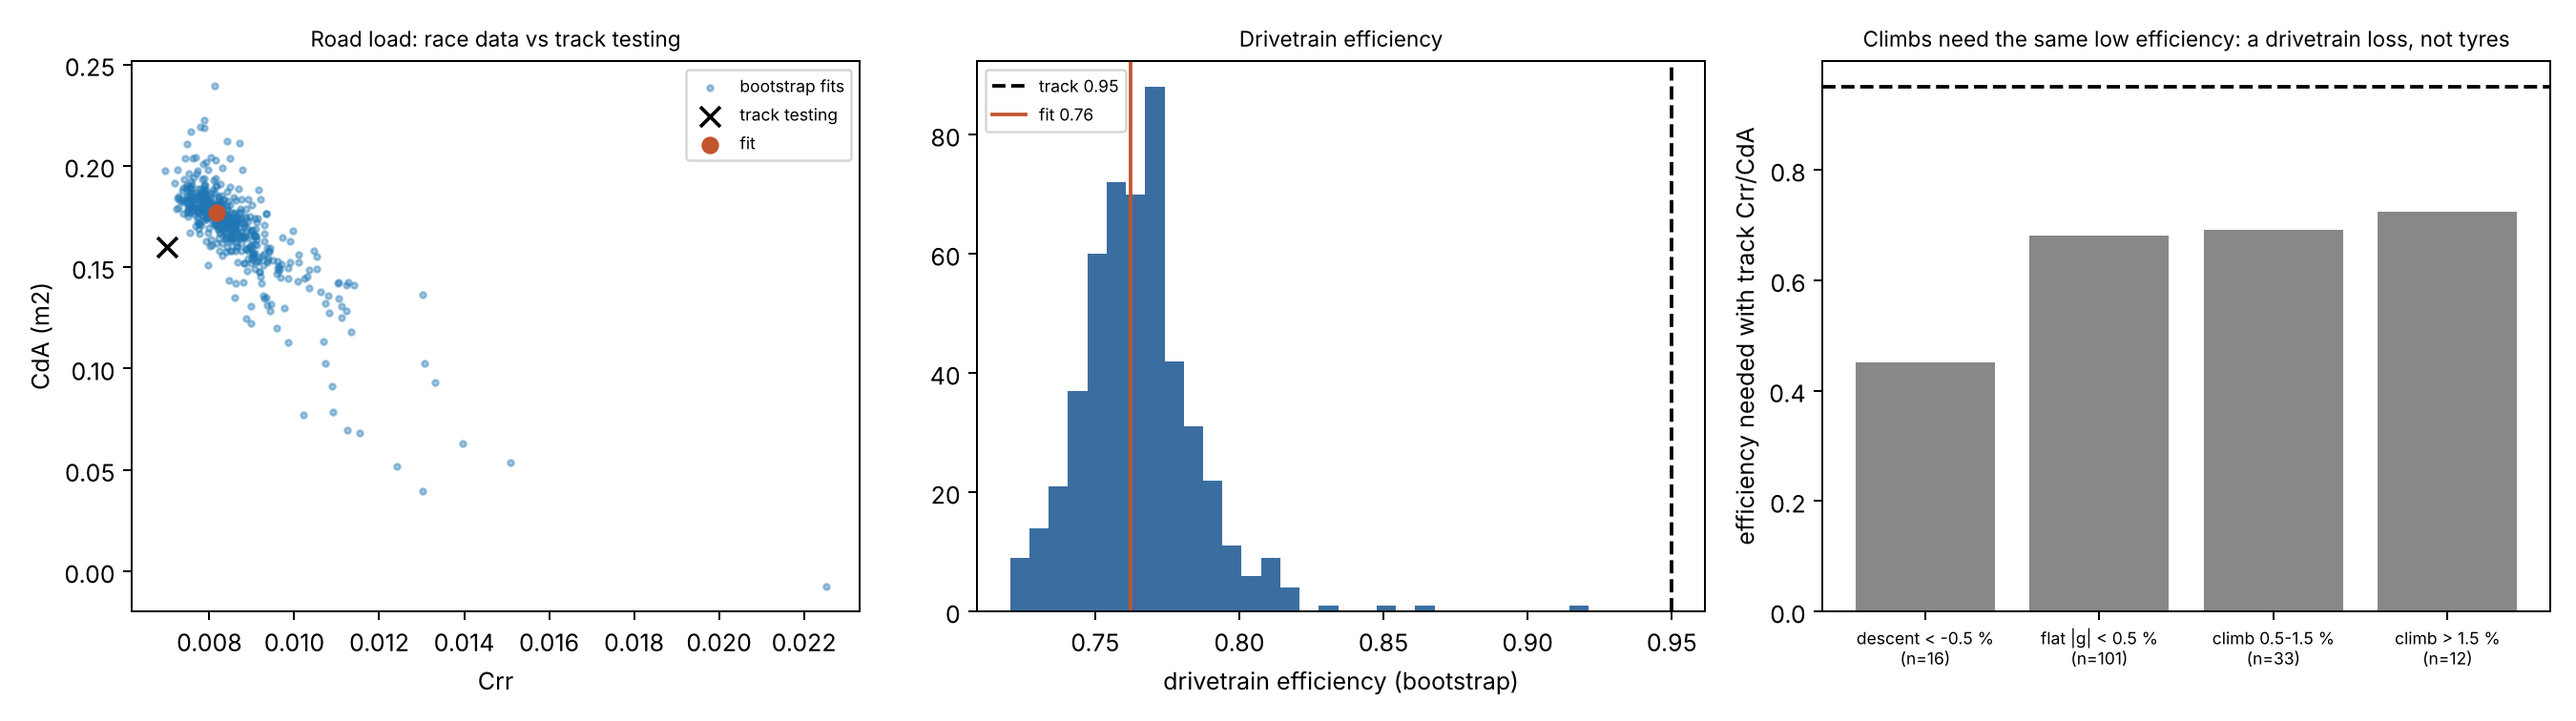 Road load: race data vs track testing
CdA (m2)
0.25
0.20
0.15
0.10
0.05
0.00
bootstrap fits
track testing
fit
0.008 0.010 0.012 0.014 0.016 0.018 0.020 0.022
Crr
Drivetrain efficiency
80
60
40
20
0
track 0.95
fit 0.76
0.75 0.80 0.85 0.90 0.95
drivetrain efficiency (bootstrap)
Climbs need the same low efficiency: a drivetrain loss, not tyres
efficiency needed with track Crr/CdA
0.8
0.6
0.4
0.2
0.0
descent < -0.5 %
(n=16)
flat |g| < 0.5 %
(n=101)
climb 0.5-1.5 %
(n=33)
climb > 1.5 %
(n=12)